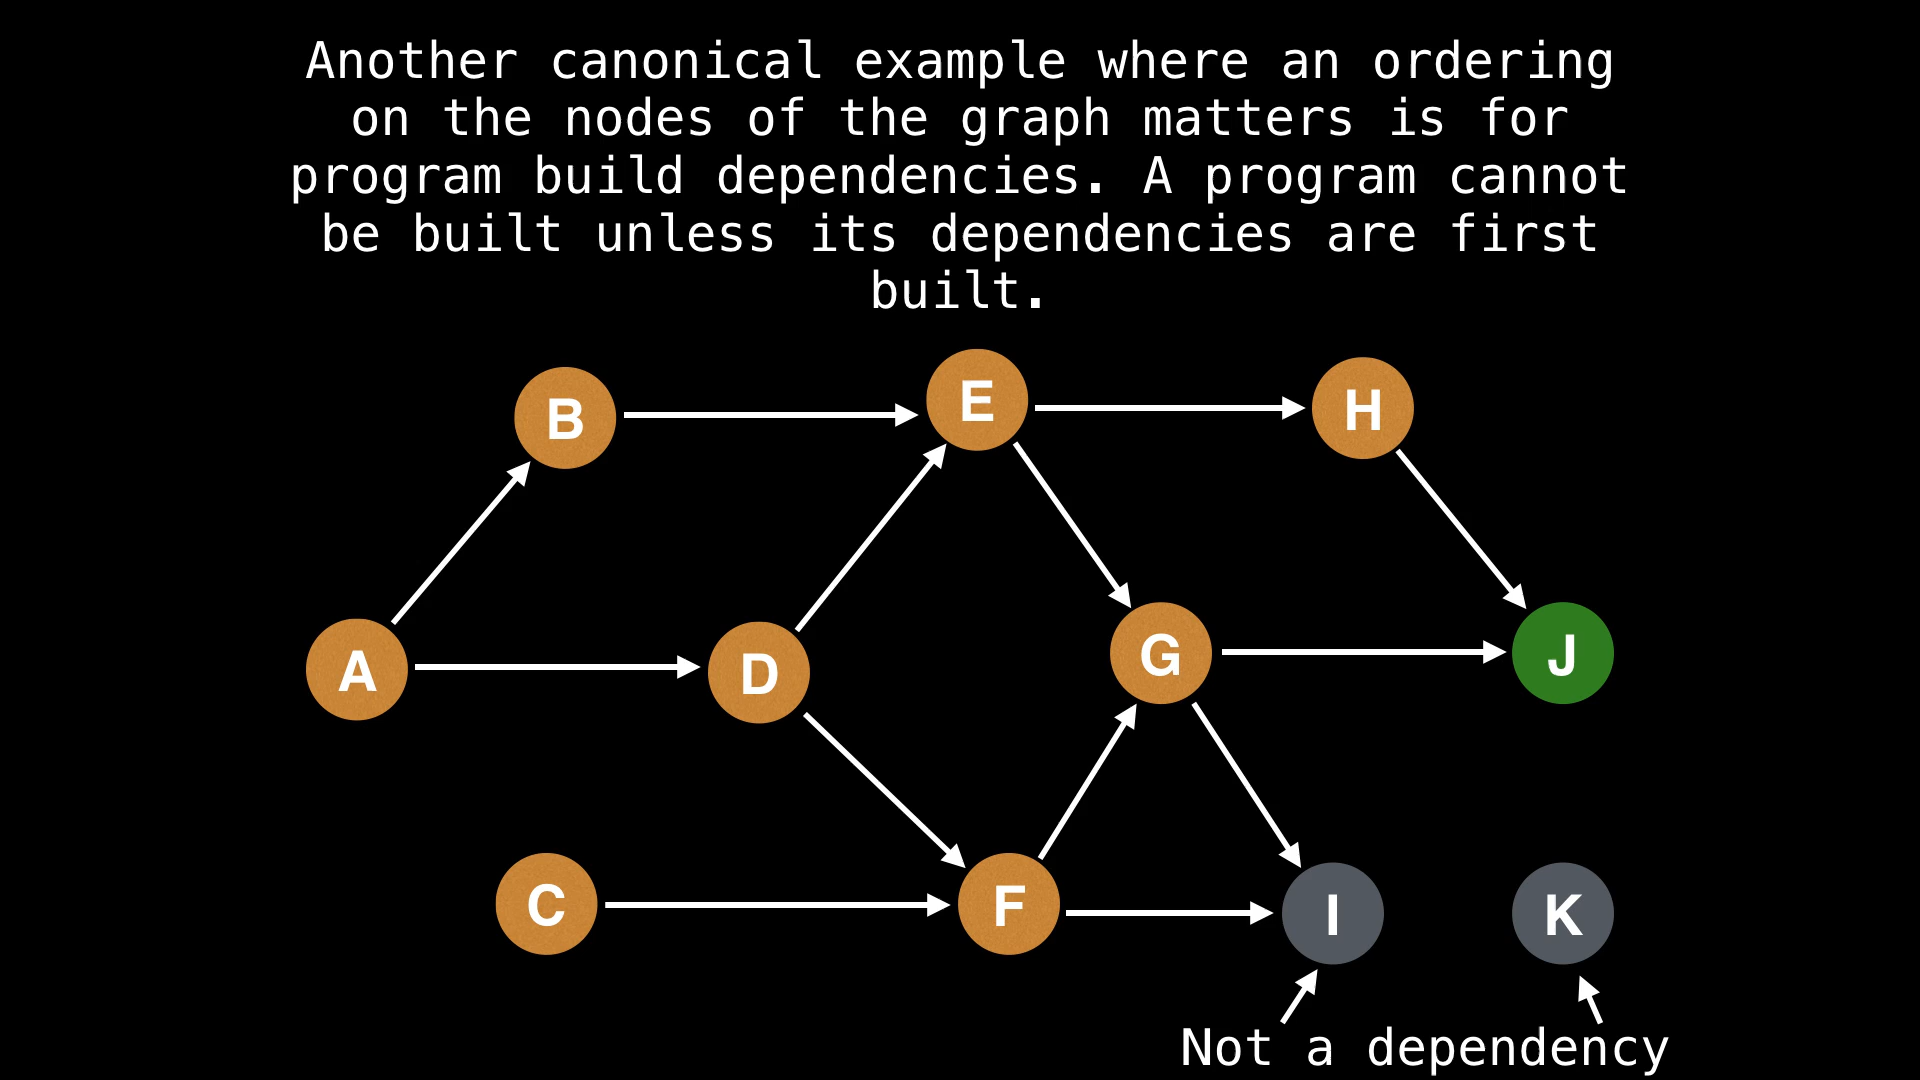 Another canonical example where an ordering
on the nodes of the graph matters is for
program build dependencies. A program cannot
be built unless its dependencies are first
built.
B
E
H
A
D
G
J
C
F
I
K
Not a dependency